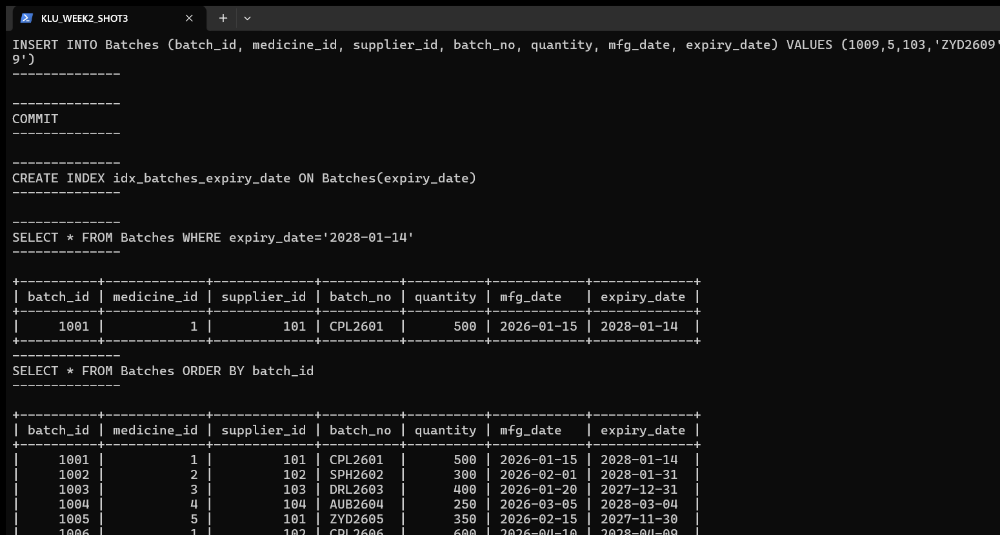 KLU_WEEK2_SHOT3
INSERT INTO Batches (batch_id, medicine_id, supplier_id, batch_no, quantity, mfg_date, expiry_date) VALUES (1009,5,103,'ZYD2609'
9')
--------------
--------------
COMMIT
--------------
--------------
CREATE INDEX idx_batches_expiry_date ON Batches(expiry_date)
--------------
--------------
SELECT * FROM Batches WHERE expiry_date='2028-01-14'
--------------
+----------+-------------+-------------+----------+----------+------------+-------------+
| batch_id | medicine_id | supplier_id | batch_no | quantity | mfg_date   | expiry_date |
+----------+-------------+-------------+----------+----------+------------+-------------+
|     1001 |           1 |         101 | CPL2601  |      500 | 2026-01-15 | 2028-01-14  |
+----------+-------------+-------------+----------+----------+------------+-------------+
--------------
SELECT * FROM Batches ORDER BY batch_id
--------------
+----------+-------------+-------------+----------+----------+------------+-------------+
| batch_id | medicine_id | supplier_id | batch_no | quantity | mfg_date   | expiry_date |
+----------+-------------+-------------+----------+----------+------------+-------------+
|     1001 |           1 |         101 | CPL2601  |      500 | 2026-01-15 | 2028-01-14  |
|     1002 |           2 |         102 | SPH2602  |      300 | 2026-02-01 | 2028-01-31  |
|     1003 |           3 |         103 | DRL2603  |      400 | 2026-01-20 | 2027-12-31  |
|     1004 |           4 |         104 | AUB2604  |      250 | 2026-03-05 | 2028-03-04  |
|     1005 |           5 |         101 | ZYD2605  |      350 | 2026-02-15 | 2027-11-30  |
|     1006 |           1 |         102 | CPL2606  |      600 | 2026-04-10 | 2028-04-09  |